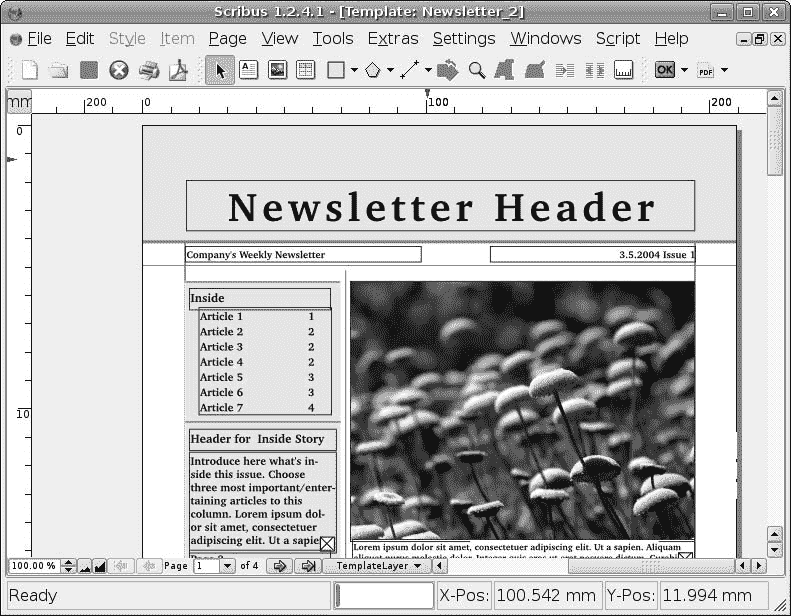 Scribus 1.2.4.1 - [Template: Newsletter_2]
File Edit Style Item Page View Tools Extras Settings Windows Script Help
OK PDF
mm 200 0 100 200
0
Newsletter Header
Company's Weekly Newsletter 3.5.2004 Issue 1
Inside
Article 1 1
Article 2 2
Article 3 2
Article 4 2
Article 5 3
Article 6 3
Article 7 4
10
Header for Inside Story
Introduce here what's in-
side this issue. Choose
three most important/enter-
taining articles to this
column. Lorem ipsum dol-
or sit amet, consectetuer
adipiscing elit. Ut a sapie
Lorem ipsum dolor sit amet, consectetuer adipiscing elit. Ut a sapien. Aliquam
100.00 % Page 1 of 4 TemplateLayer
Ready X-Pos: 100.542 mm Y-Pos: 11.994 mm